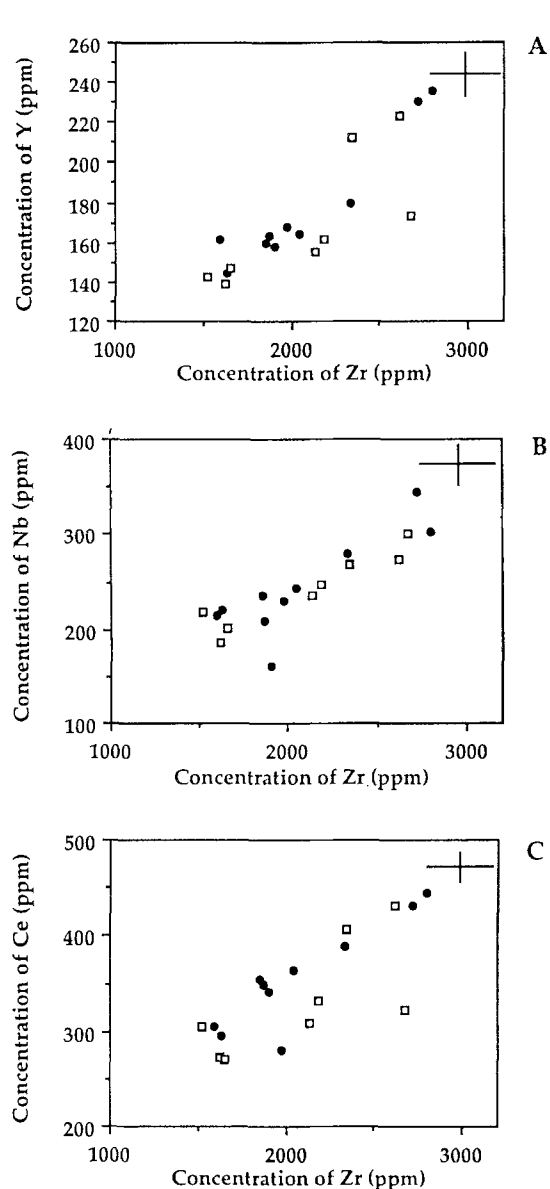 A
Concentration of Y (ppm)
260
240
220
200
180
160
140
120
1000
2000
3000
Concentration of Zr (ppm)
B
Concentration of Nb (ppm)
400
300
200
100
1000
2000
3000
Concentration of Zr (ppm)
C
Concentration of Ce (ppm)
500
400
300
200
1000
2000
3000
Concentration of Zr (ppm)